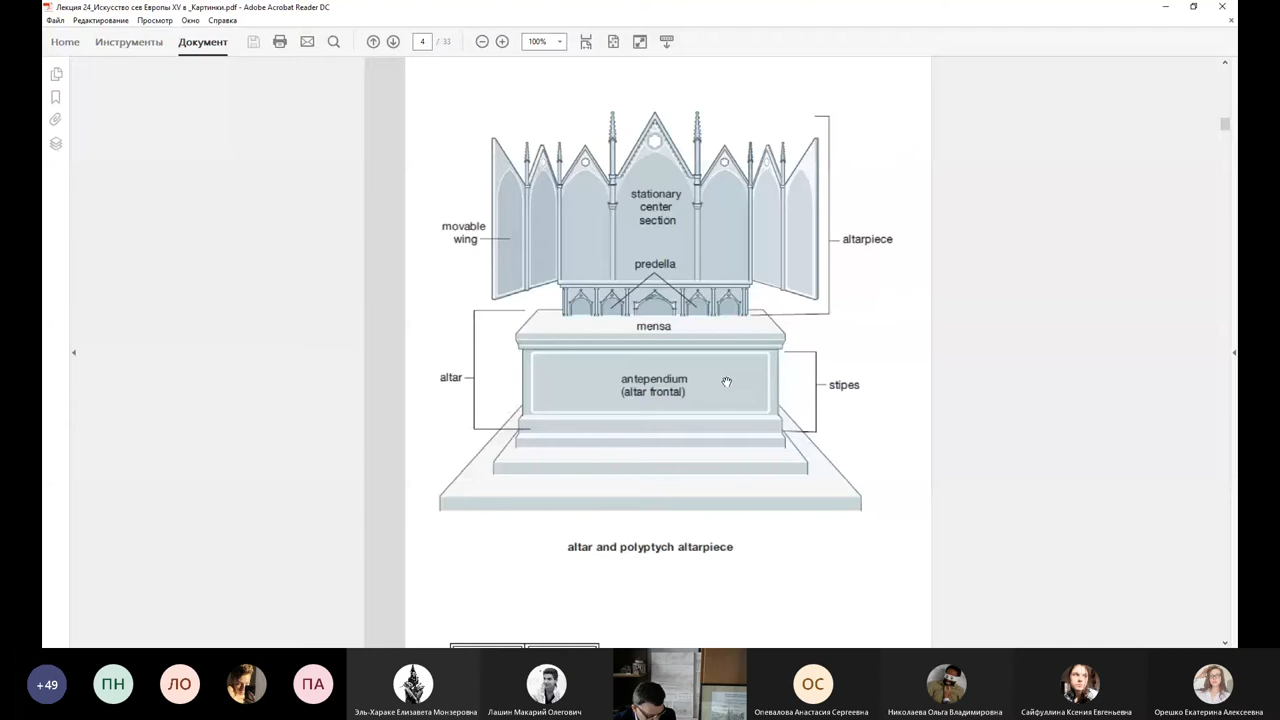 Лекция 24_Искусство сев Европы XV в _Картинки.pdf - Adobe Acrobat Reader DC
Файл Редактирование Просмотр Окно Справка
Home Инструменты Документ 4 / 33 100%
stationary
center
section
movable
wing
altarpiece
predella
mensa
altar
antependium
(altar frontal)
stipes
altar and polyptych altarpiece
+49 ПН ЛО ПА ОС
Эль-Хараке Елизавета Монзеровна Лашин Макарий Олегович Опевалова Анастасия Сергеевна Николаева Ольга Владимировна Сайфуллина Ксения Евгеньевна Орешко Екатерина Алексеевна